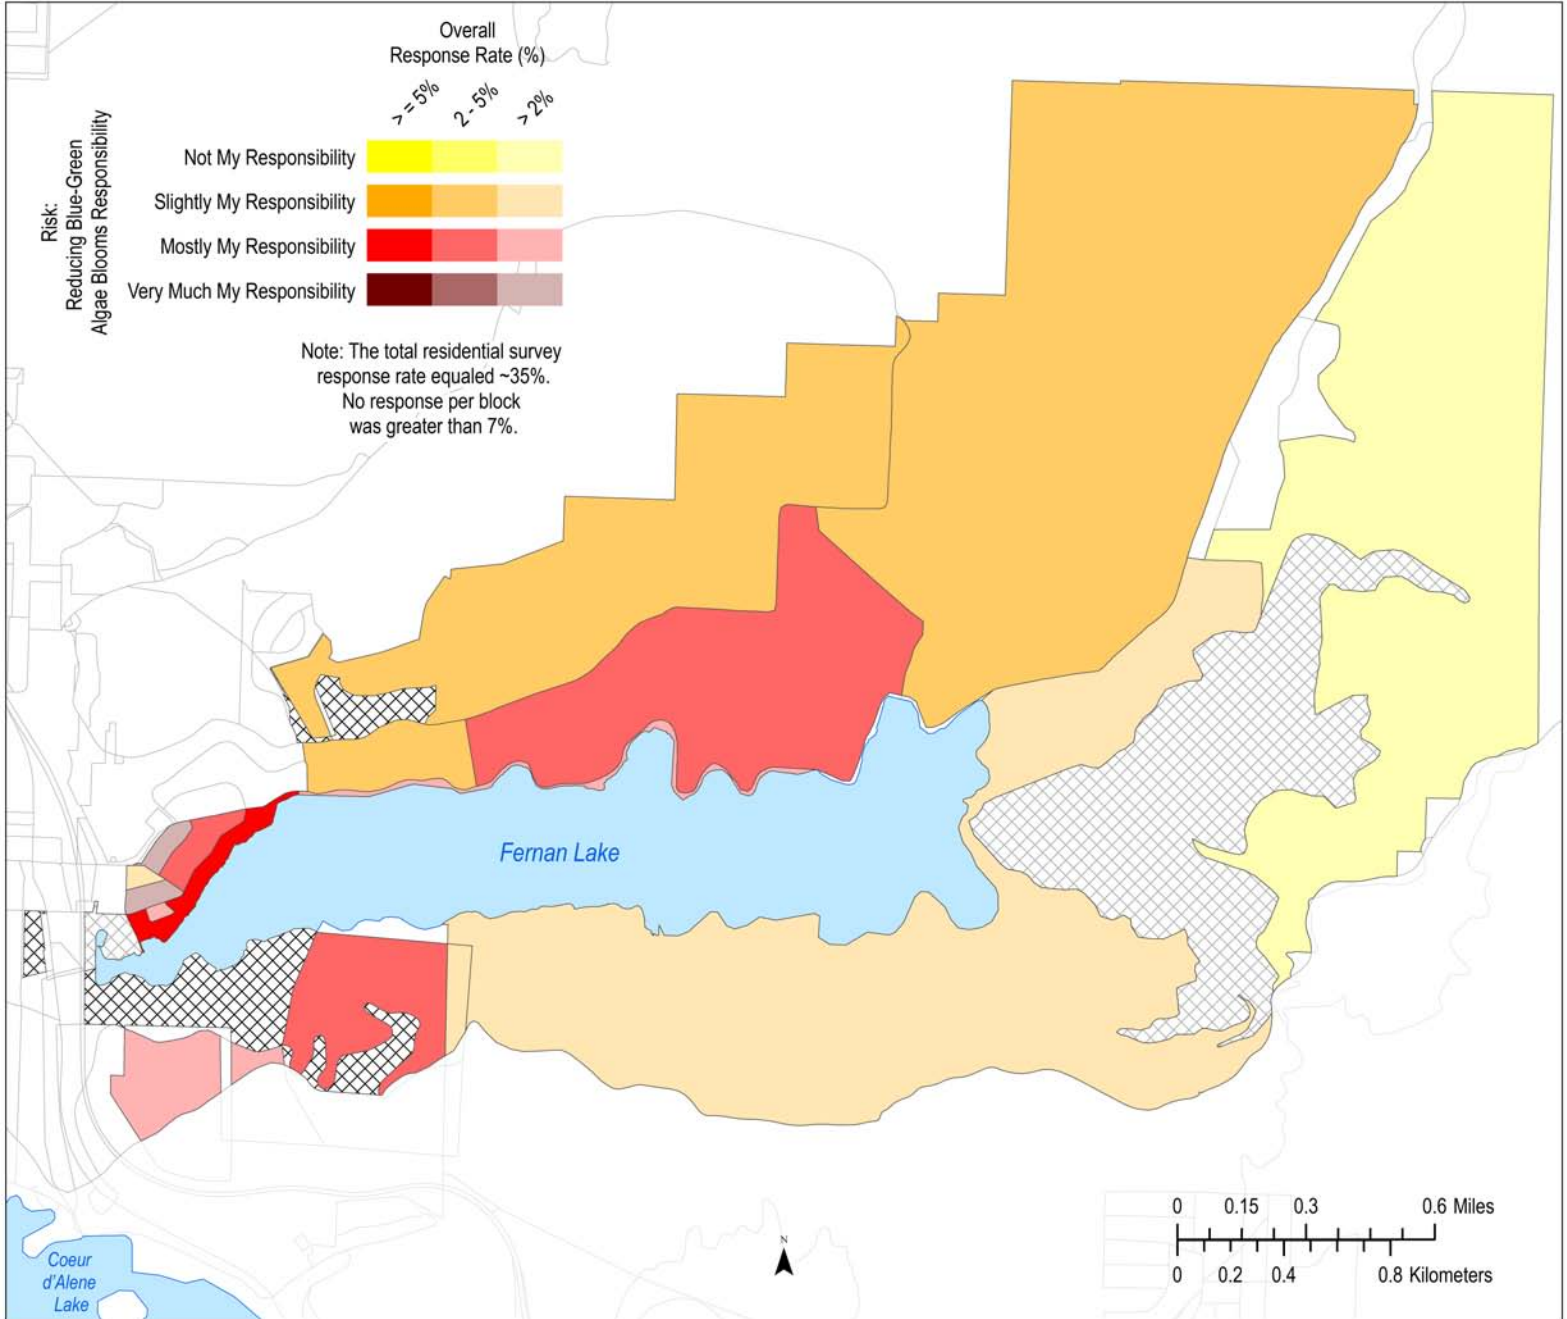 Overall
Response Rate (%)
> = 5%
2 - 5%
> 2%
Risk:
Reducing Blue-Green
Algae Blooms Responsibility
Not My Responsibility
Slightly My Responsibility
Mostly My Responsibility
Very Much My Responsibility
Note: The total residential survey
response rate equaled ~35%.
No response per block
was greater than 7%.
Fernan Lake
Coeur
d'Alene
Lake
N
0 0.15 0.3 0.6 Miles
0 0.2 0.4 0.8 Kilometers